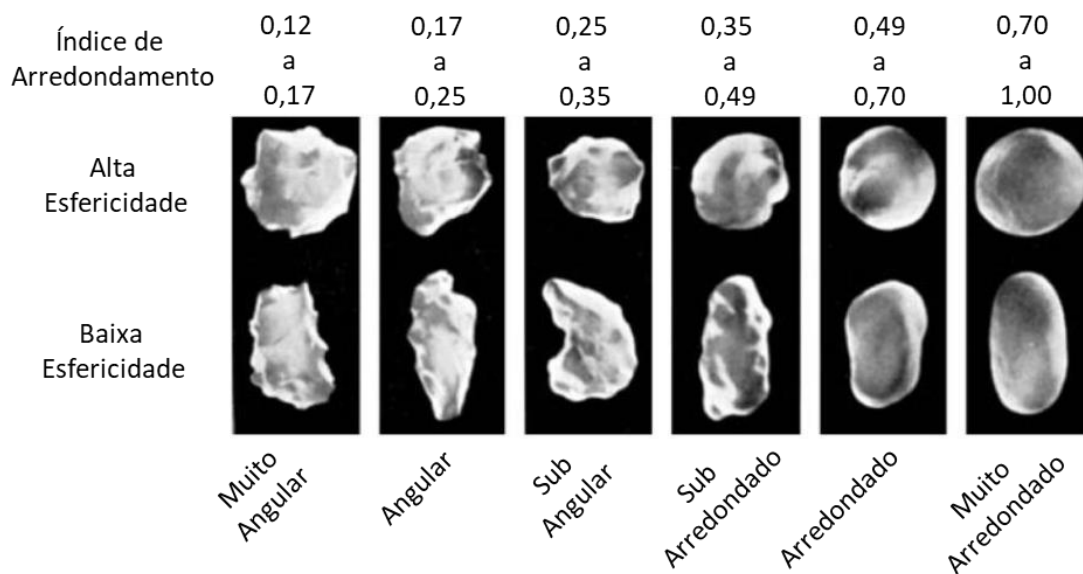 Índice de
Arredondamento
0,12
a
0,17
0,17
a
0,25
0,25
a
0,35
0,35
a
0,49
0,49
a
0,70
0,70
a
1,00
Alta
Esfericidade
Baixa
Esfericidade
Muito
Angular
Angular
Sub
Angular
Sub
Arredondado
Arredondado
Muito
Arredondado